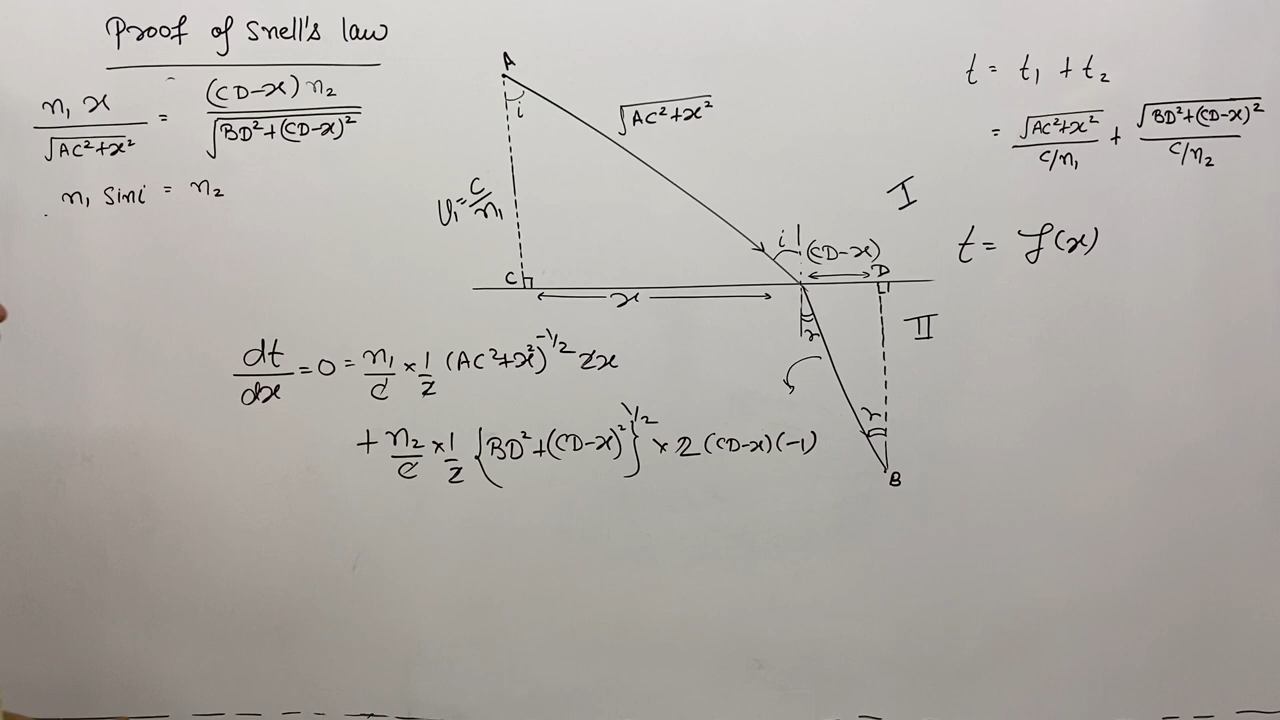 Proof of Snell's law
n₁ x / √(AC²+x²) = (CD-x) n₂ / √(BD²+(CD-x)²)
n₁ sini = n₂
A
i
√(AC²+x²)
v₁ = c/n₁
C
x
i
(CD-x)
D
I
II
r
r
B
t = t₁ + t₂
= √(AC²+x²) / (c/n₁) + √(BD²+(CD-x)²) / (c/n₂)
t = f(x)
dt/dx = 0 = n₁/c × 1/2 (AC²+x²)^(-1/2) 2x
+ n₂/c × 1/2 {BD²+(CD-x)²}^(1/2) × 2 (CD-x)(-1)